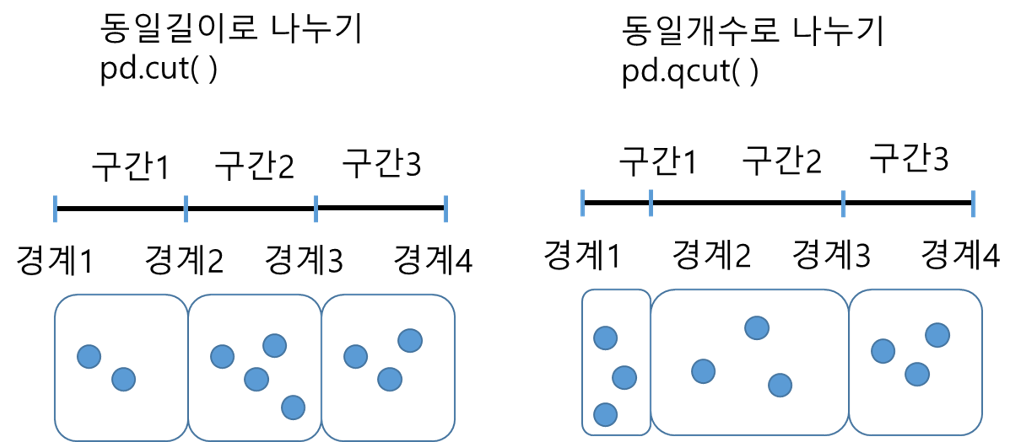 동일길이로 나누기
pd.cut( )
구간1 구간2 구간3
경계1 경계2 경계3 경계4
동일개수로 나누기
pd.qcut( )
구간1 구간2 구간3
경계1 경계2 경계3 경계4